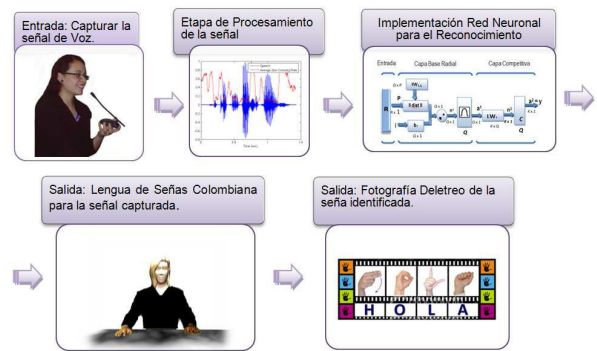 Entrada: Capturar la
señal de Voz.
Etapa de Procesamiento
de la señal
Implementación Red Neuronal
para el Reconocimiento
Entrada
Capa Base Radial
Capa Competitiva
Salida: Lengua de Señas Colombiana
para la señal capturada.
Salida: Fotografía Deletreo de la
seña identificada.
H O L A